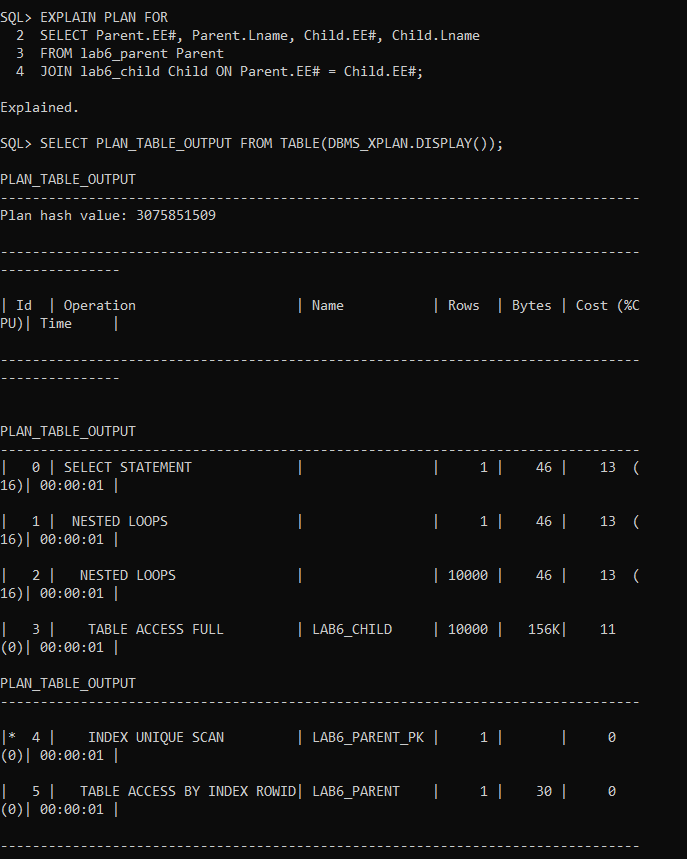 SQL> EXPLAIN PLAN FOR
  2  SELECT Parent.EE#, Parent.Lname, Child.EE#, Child.Lname
  3  FROM lab6_parent Parent
  4  JOIN lab6_child Child ON Parent.EE# = Child.EE#;

Explained.

SQL> SELECT PLAN_TABLE_OUTPUT FROM TABLE(DBMS_XPLAN.DISPLAY());

PLAN_TABLE_OUTPUT
--------------------------------------------------------------------------------
Plan hash value: 3075851509

--------------------------------------------------------------------------------
---------------

| Id  | Operation                    | Name          | Rows  | Bytes | Cost (%C
PU)| Time     |

--------------------------------------------------------------------------------
---------------


PLAN_TABLE_OUTPUT
--------------------------------------------------------------------------------
|   0 | SELECT STATEMENT             |                |     1 |    46 |    13  (
16)| 00:00:01 |

|   1 |  NESTED LOOPS                |                |     1 |    46 |    13  (
16)| 00:00:01 |

|   2 |   NESTED LOOPS               |                | 10000 |    46 |    13  (
16)| 00:00:01 |

|   3 |    TABLE ACCESS FULL         | LAB6_CHILD     | 10000 |   156K|    11
(0)| 00:00:01 |

PLAN_TABLE_OUTPUT
--------------------------------------------------------------------------------

|*  4 |    INDEX UNIQUE SCAN         | LAB6_PARENT_PK |     1 |       |     0
(0)| 00:00:01 |

|   5 |   TABLE ACCESS BY INDEX ROWID| LAB6_PARENT    |     1 |    30 |     0
(0)| 00:00:01 |

--------------------------------------------------------------------------------